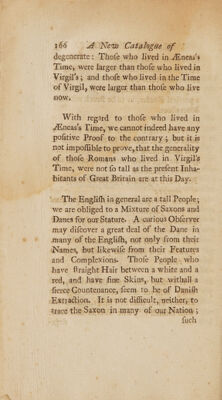 166 A New Catalogue of
degenerate: Those who lived in Æneas's
Time, were larger than those who lived in
Virgil's; and those who lived in the Time
of Virgil, were larger than those who live
now.
With regard to those who lived in
Æneas's Time, we cannot indeed have any
positive Proof to the contrary; but it is
not impossible to prove, that the generality
of those Romans who lived in Virgil's
Time, were not so tall as the present Inha-
bitants of Great Britain are at this Day.
The English in general are a tall People;
we are obliged to a Mixture of Saxons and
Danes for our Stature. A curious Observer
may discover a great deal of the Dane in
many of the English, not only from their
Names, but likewise from their Features
and Complexions. Those People who
have straight Hair between a white and a
red, and have fine Skins, but withall a
fierce Countenance, seem to be of Danish
Extraction. It is not difficult, neither, to
trace the Saxon in many of our Nation;
such